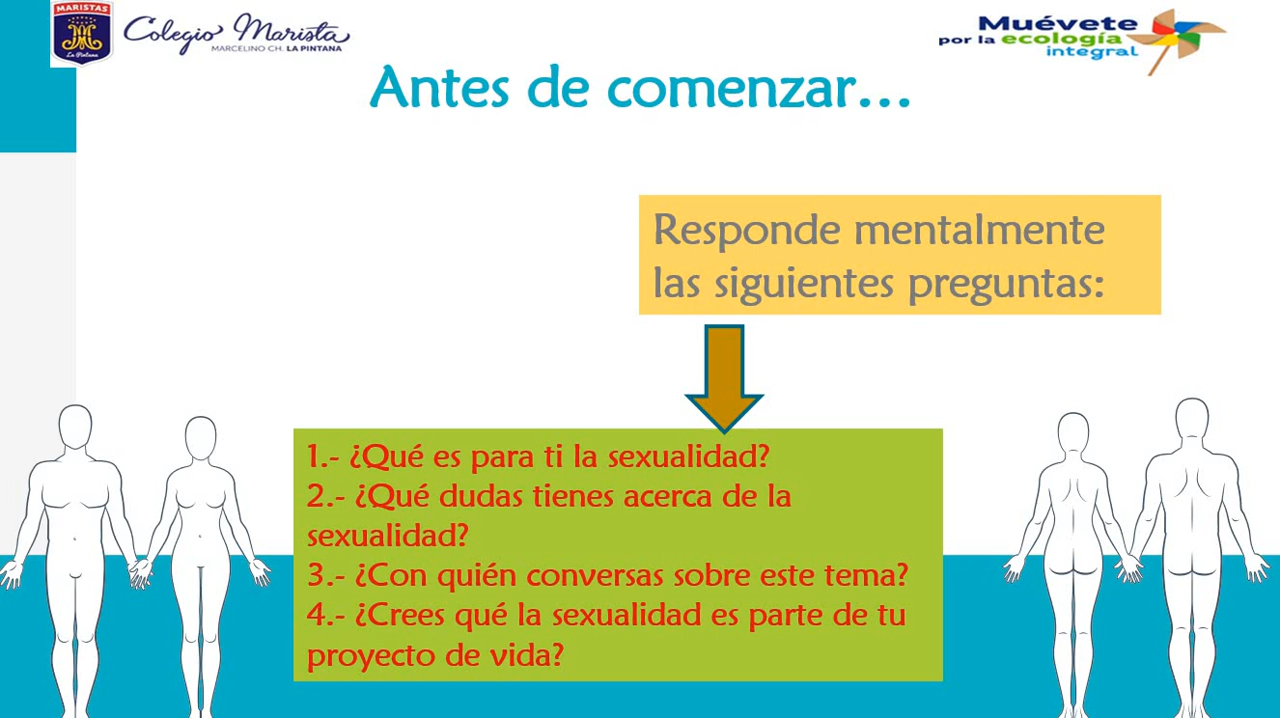 MARISTAS
La Pintana
Colegio Marista
MARCELINO CH. LA PINTANA
Muévete
por la ecología
integral
Antes de comenzar...
Responde mentalmente
las siguientes preguntas:
1.- ¿Qué es para ti la sexualidad?
2.- ¿Qué dudas tienes acerca de la
sexualidad?
3.- ¿Con quién conversas sobre este tema?
4.- ¿Crees qué la sexualidad es parte de tu
proyecto de vida?